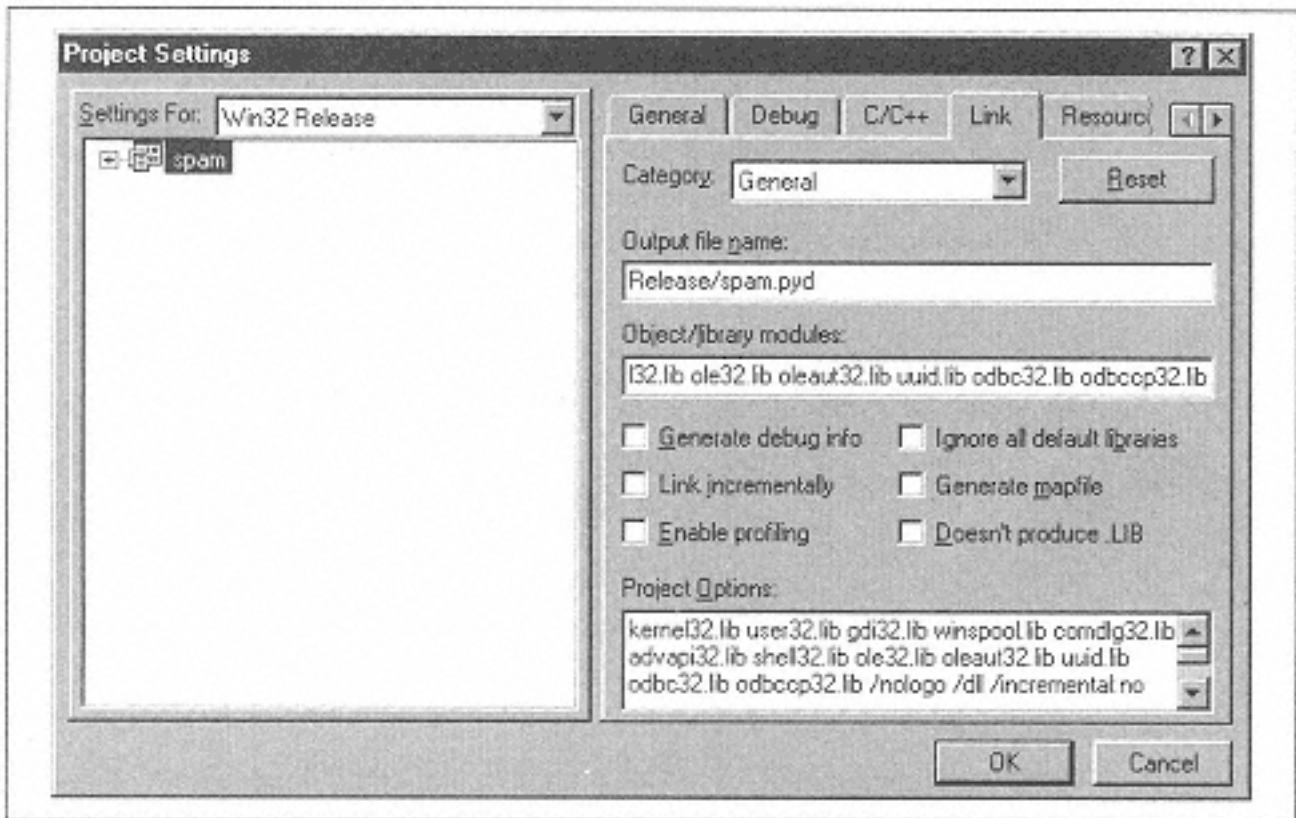 Project Settings
Settings For: Win32 Release
spam
General Debug C/C++ Link Resourc
Category: General Reset
Output file name:
Release/spam.pyd
Object/library modules:
l32.lib ole32.lib oleaut32.lib uuid.lib odbc32.lib odbccp32.lib
Generate debug info Ignore all default libraries
Link incrementally Generate mapfile
Enable profiling Doesn't produce .LIB
Project Options:
kernel32.lib user32.lib gdi32.lib winspool.lib comdlg32.lib
advapi32.lib shell32.lib ole32.lib oleaut32.lib uuid.lib
odbc32.lib odbccp32.lib /nologo /dll /incremental:no
OK Cancel